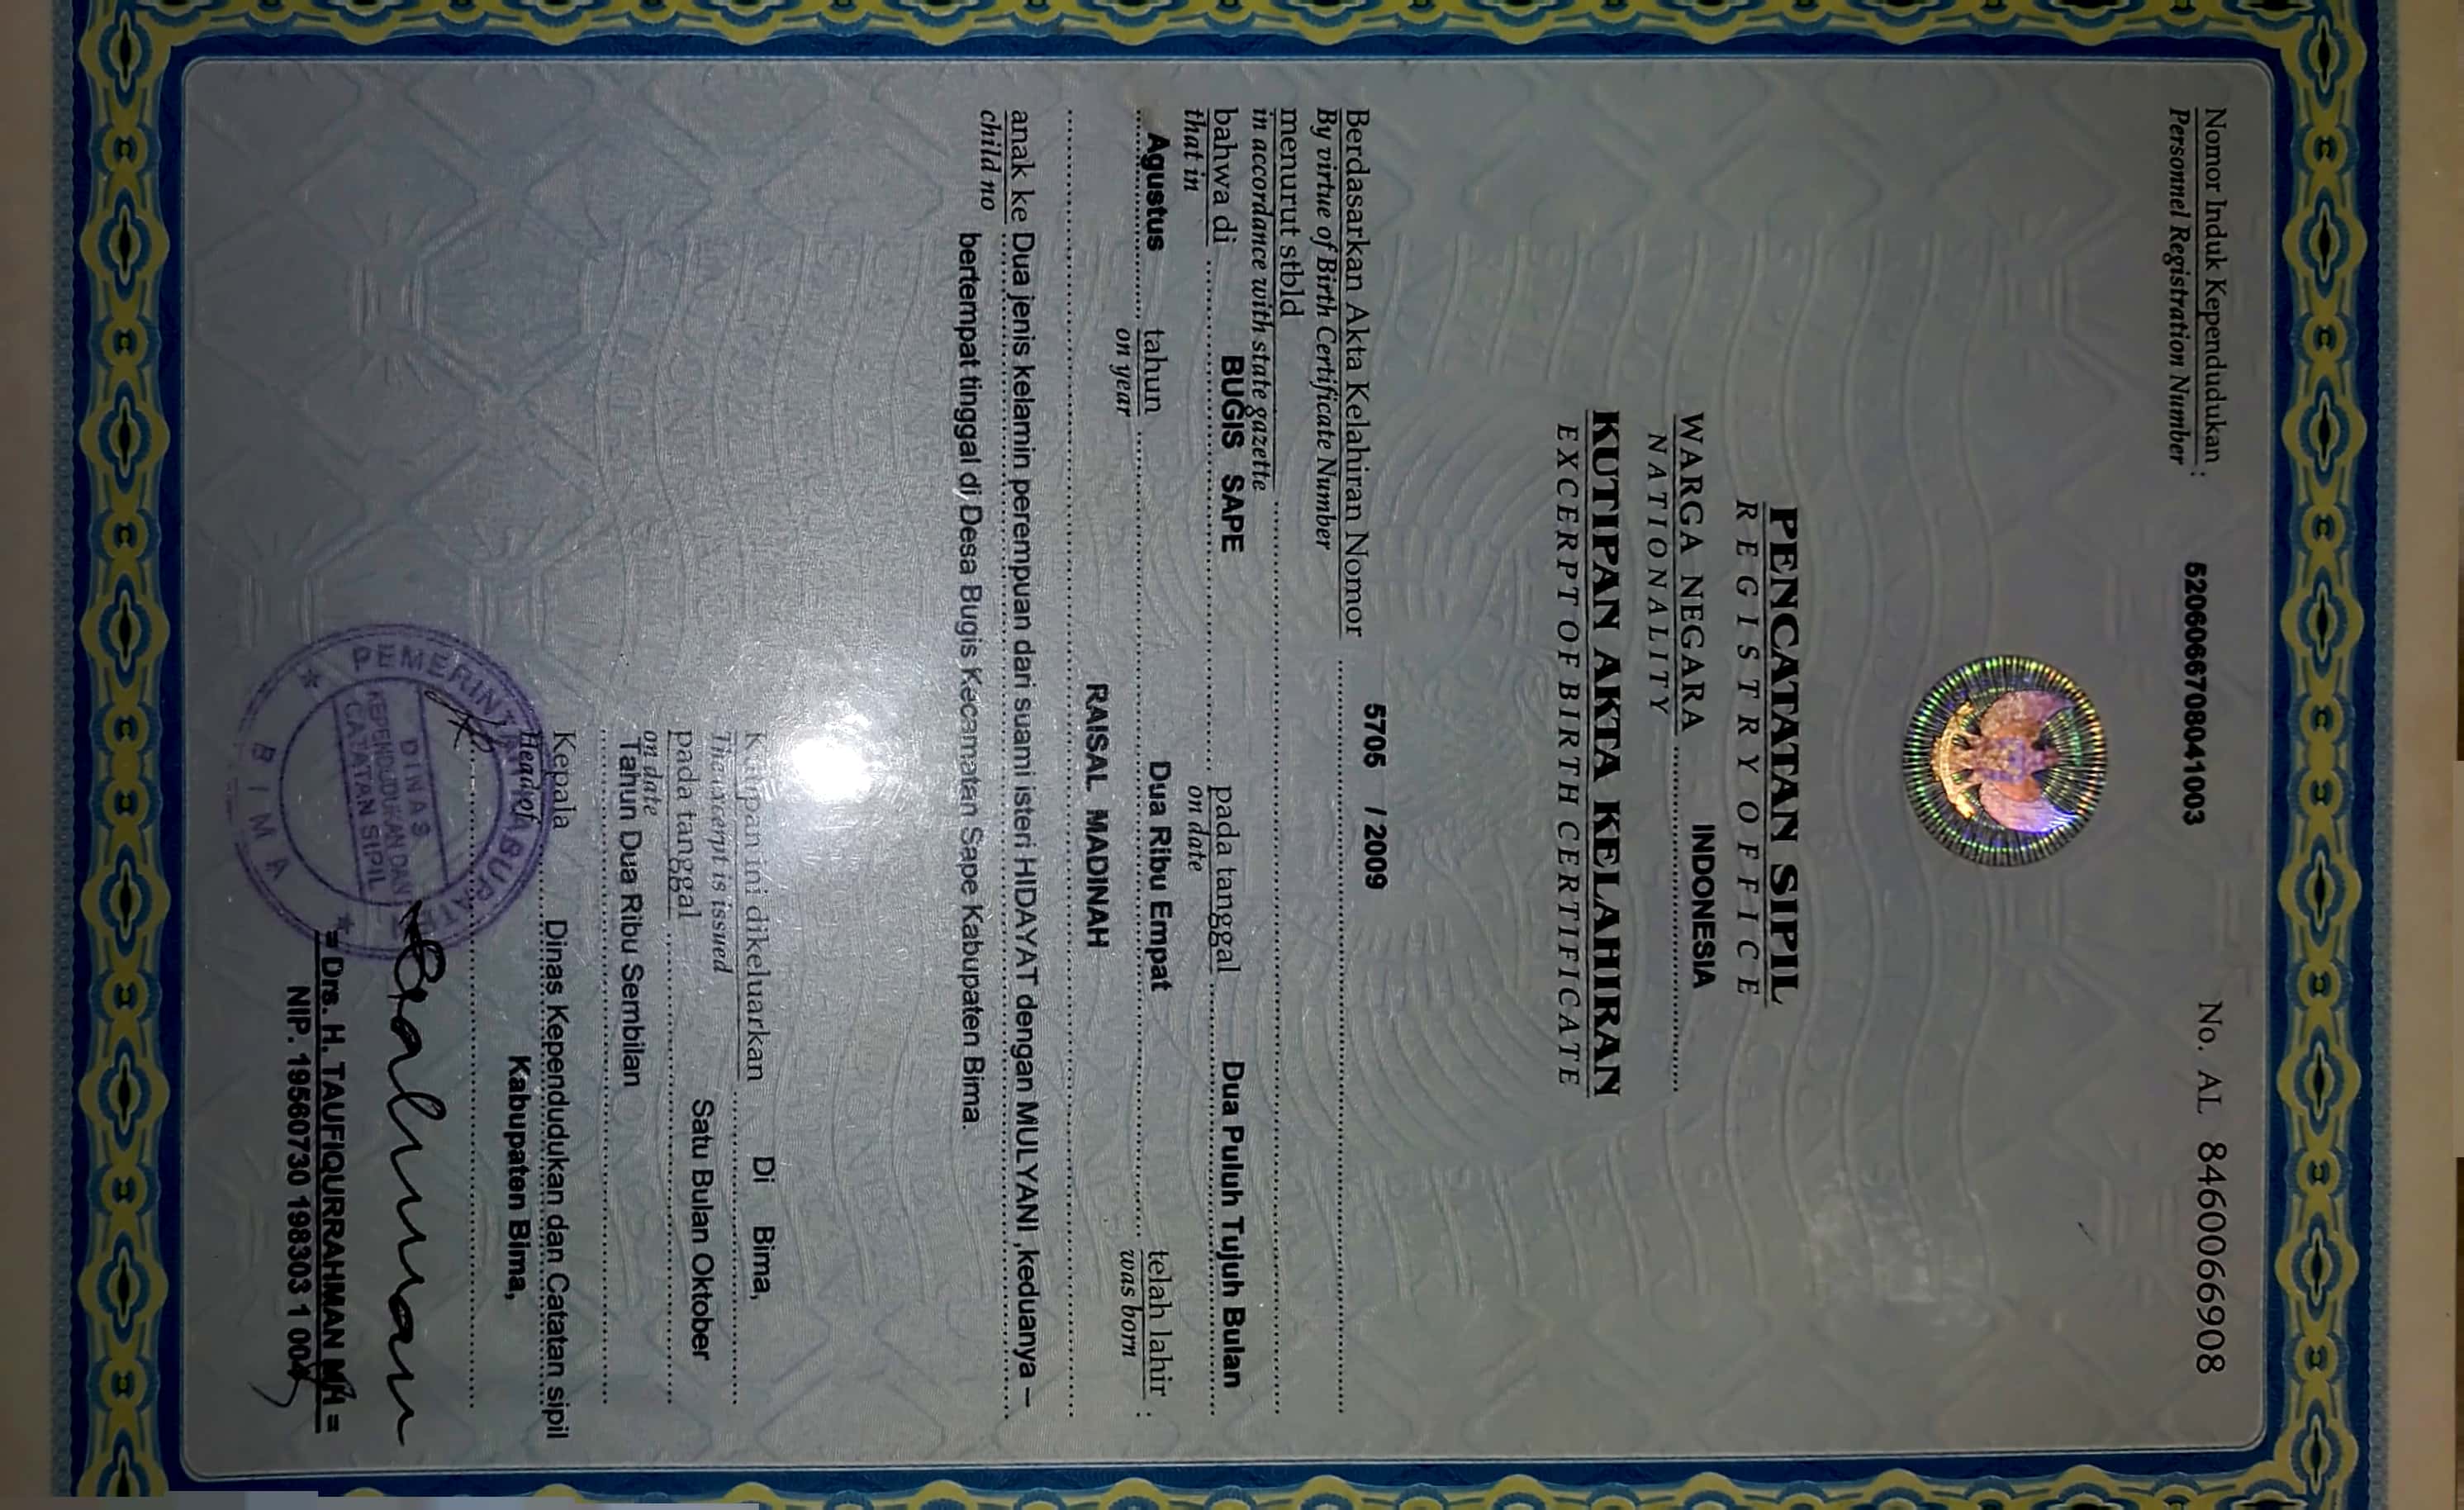 Nomor Induk Kependudukan : 5206066708041003 No. AL 8460066908
Personnel Registration Number
PENCATATAN SIPIL
REGISTRY OFFICE
WARGA NEGARA INDONESIA
NATIONALITY
KUTIPAN AKTA KELAHIRAN
EXCERPT OF BIRTH CERTIFICATE
Berdasarkan Akta Kelahiran Nomor 5705 / 2009
By virtue of Birth Certificate Number
menurut stbld
in accordance with state gazette
bahwa di BUGIS SAPE pada tanggal Dua Puluh Tujuh Bulan
that in on date
Agustus tahun Dua Ribu Empat telah lahir :
on year was born
RAISAL MADINAH
anak ke Dua jenis kelamin perempuan dari suami isteri HIDAYAT dengan MULYANI ,keduanya –
child no
bertempat tinggal di, Desa Bugis Kecamatan Sape Kabupaten Bima.
Kutipan ini dikeluarkan Di Bima,
The excerpt is issued
pada tanggal Satu Bulan Oktober
on date
Tahun Dua Ribu Sembilan
Kepala Dinas Kependudukan dan Catatan sipil
Head of
Kabupaten Bima,
DINAS
KEPENDUDUKAN DAN
CATATAN SIPIL
BIMA
= Drs. H. TAUFIQURRAHMAN MH =
NIP. 19560730 198303 1 004